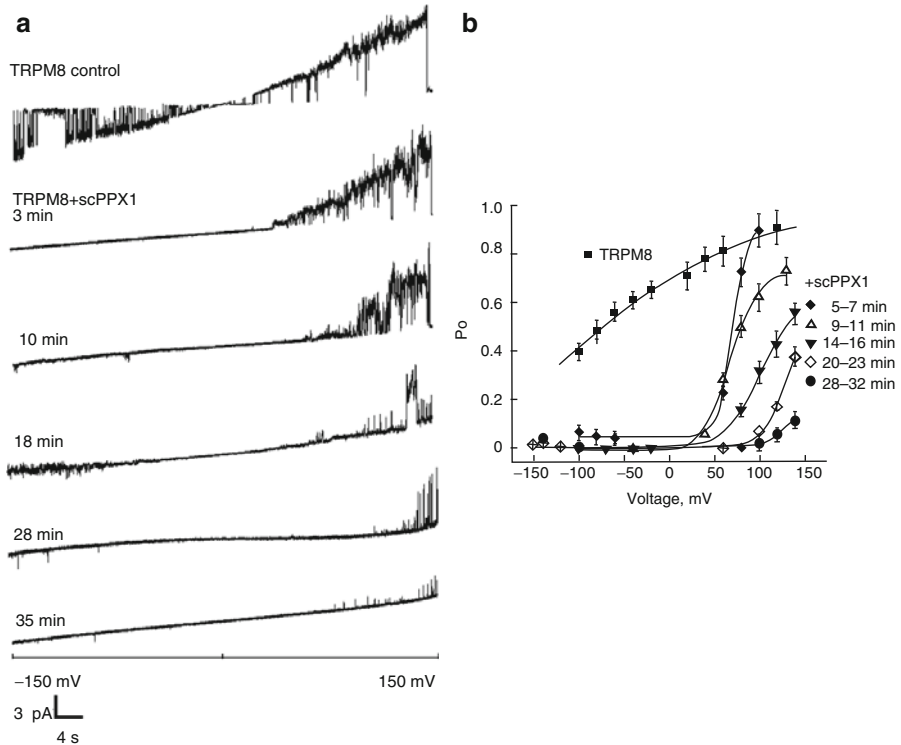 a
TRPM8 control
TRPM8+scPPX1
3 min
10 min
18 min
28 min
35 min
−150 mV
150 mV
3 pA
4 s
b
1.0
0.8
0.6
0.4
0.2
0
Po
−150 −100 −50 0 50 100 150
Voltage, mV
TRPM8
+scPPX1
5–7 min
9–11 min
14–16 min
20–23 min
28–32 min